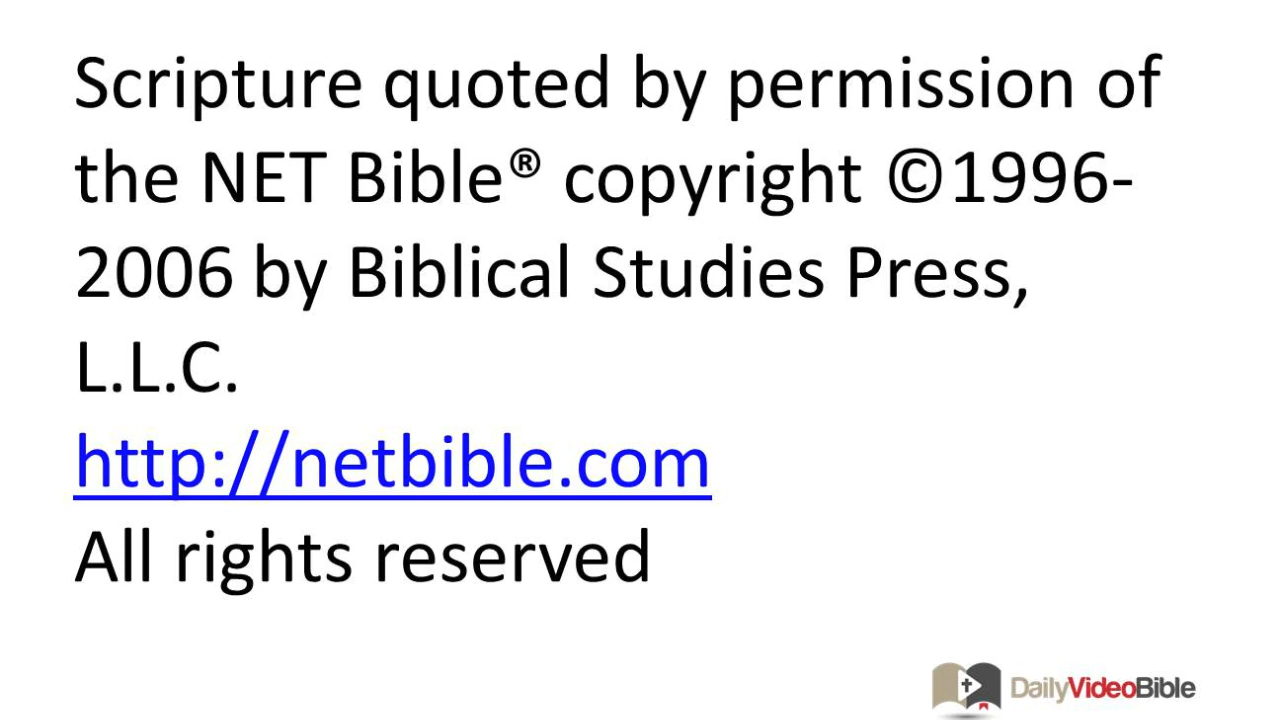 Scripture quoted by permission of
the NET Bible® copyright ©1996-
2006 by Biblical Studies Press,
L.L.C.
http://netbible.com
All rights reserved
DailyVideoBible